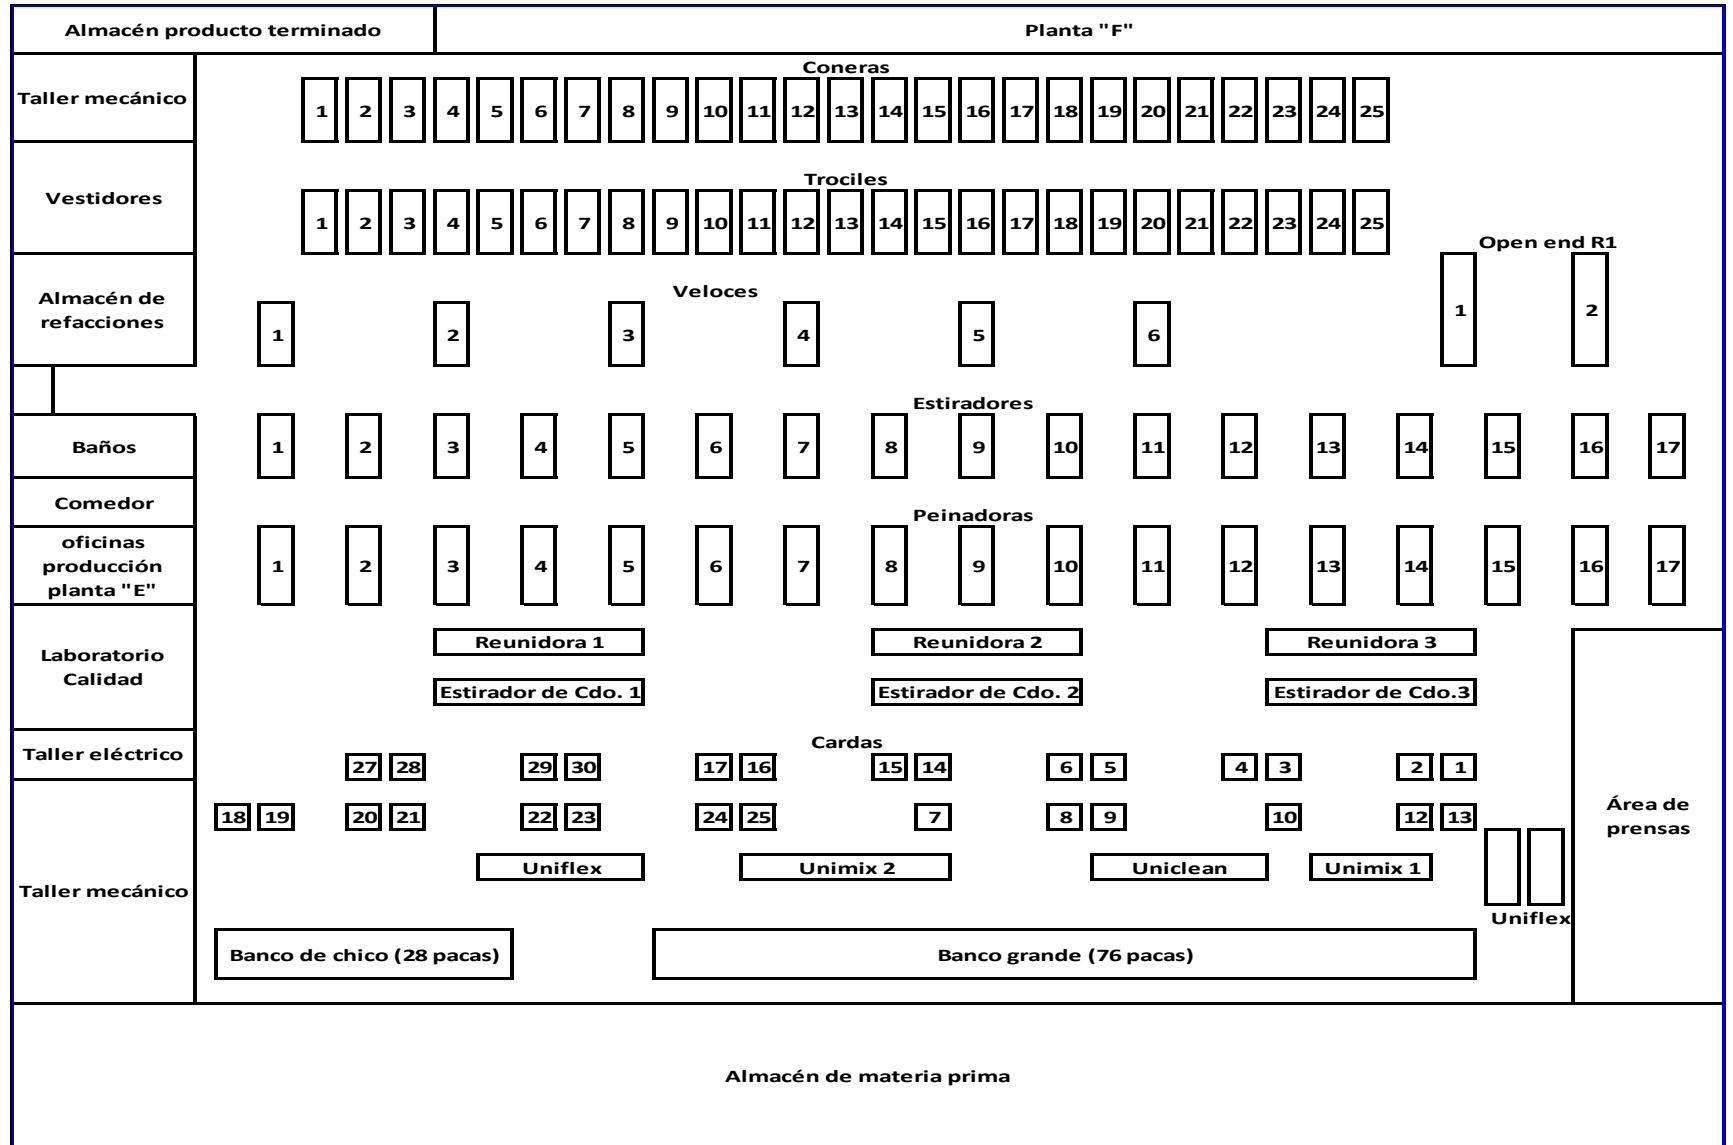 Almacén producto terminado
Planta "F"
Taller mecánico
Coneras
1 2 3 4 5 6 7 8 9 10 11 12 13 14 15 16 17 18 19 20 21 22 23 24 25
Vestidores
Trociles
1 2 3 4 5 6 7 8 9 10 11 12 13 14 15 16 17 18 19 20 21 22 23 24 25
Open end R1
1 2
Almacén de
refacciones
Veloces
1 2 3 4 5 6
Estiradores
Baños
1 2 3 4 5 6 7 8 9 10 11 12 13 14 15 16 17
Comedor
Peinadoras
oficinas
producción
planta "E"
1 2 3 4 5 6 7 8 9 10 11 12 13 14 15 16 17
Laboratorio
Calidad
Reunidora 1 Reunidora 2 Reunidora 3
Estirador de Cdo. 1 Estirador de Cdo. 2 Estirador de Cdo.3
Taller eléctrico
Cardas
27 28 29 30 17 16 15 14 6 5 4 3 2 1
18 19 20 21 22 23 24 25 7 8 9 10 12 13
Área de
prensas
Taller mecánico
Uniflex Unimix 2 Uniclean Unimix 1
Uniflex
Banco de chico (28 pacas) Banco grande (76 pacas)
Almacén de materia prima